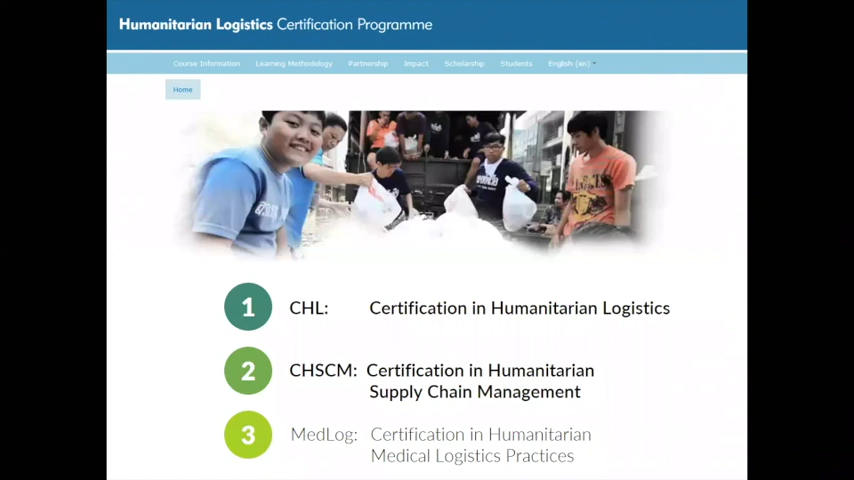 Humanitarian Logistics Certification Programme
Course Information Learning Methodology Partnership Impact Scholarship Students English (en)
Home
1 CHL: Certification in Humanitarian Logistics
2 CHSCM: Certification in Humanitarian
Supply Chain Management
3 MedLog: Certification in Humanitarian
Medical Logistics Practices